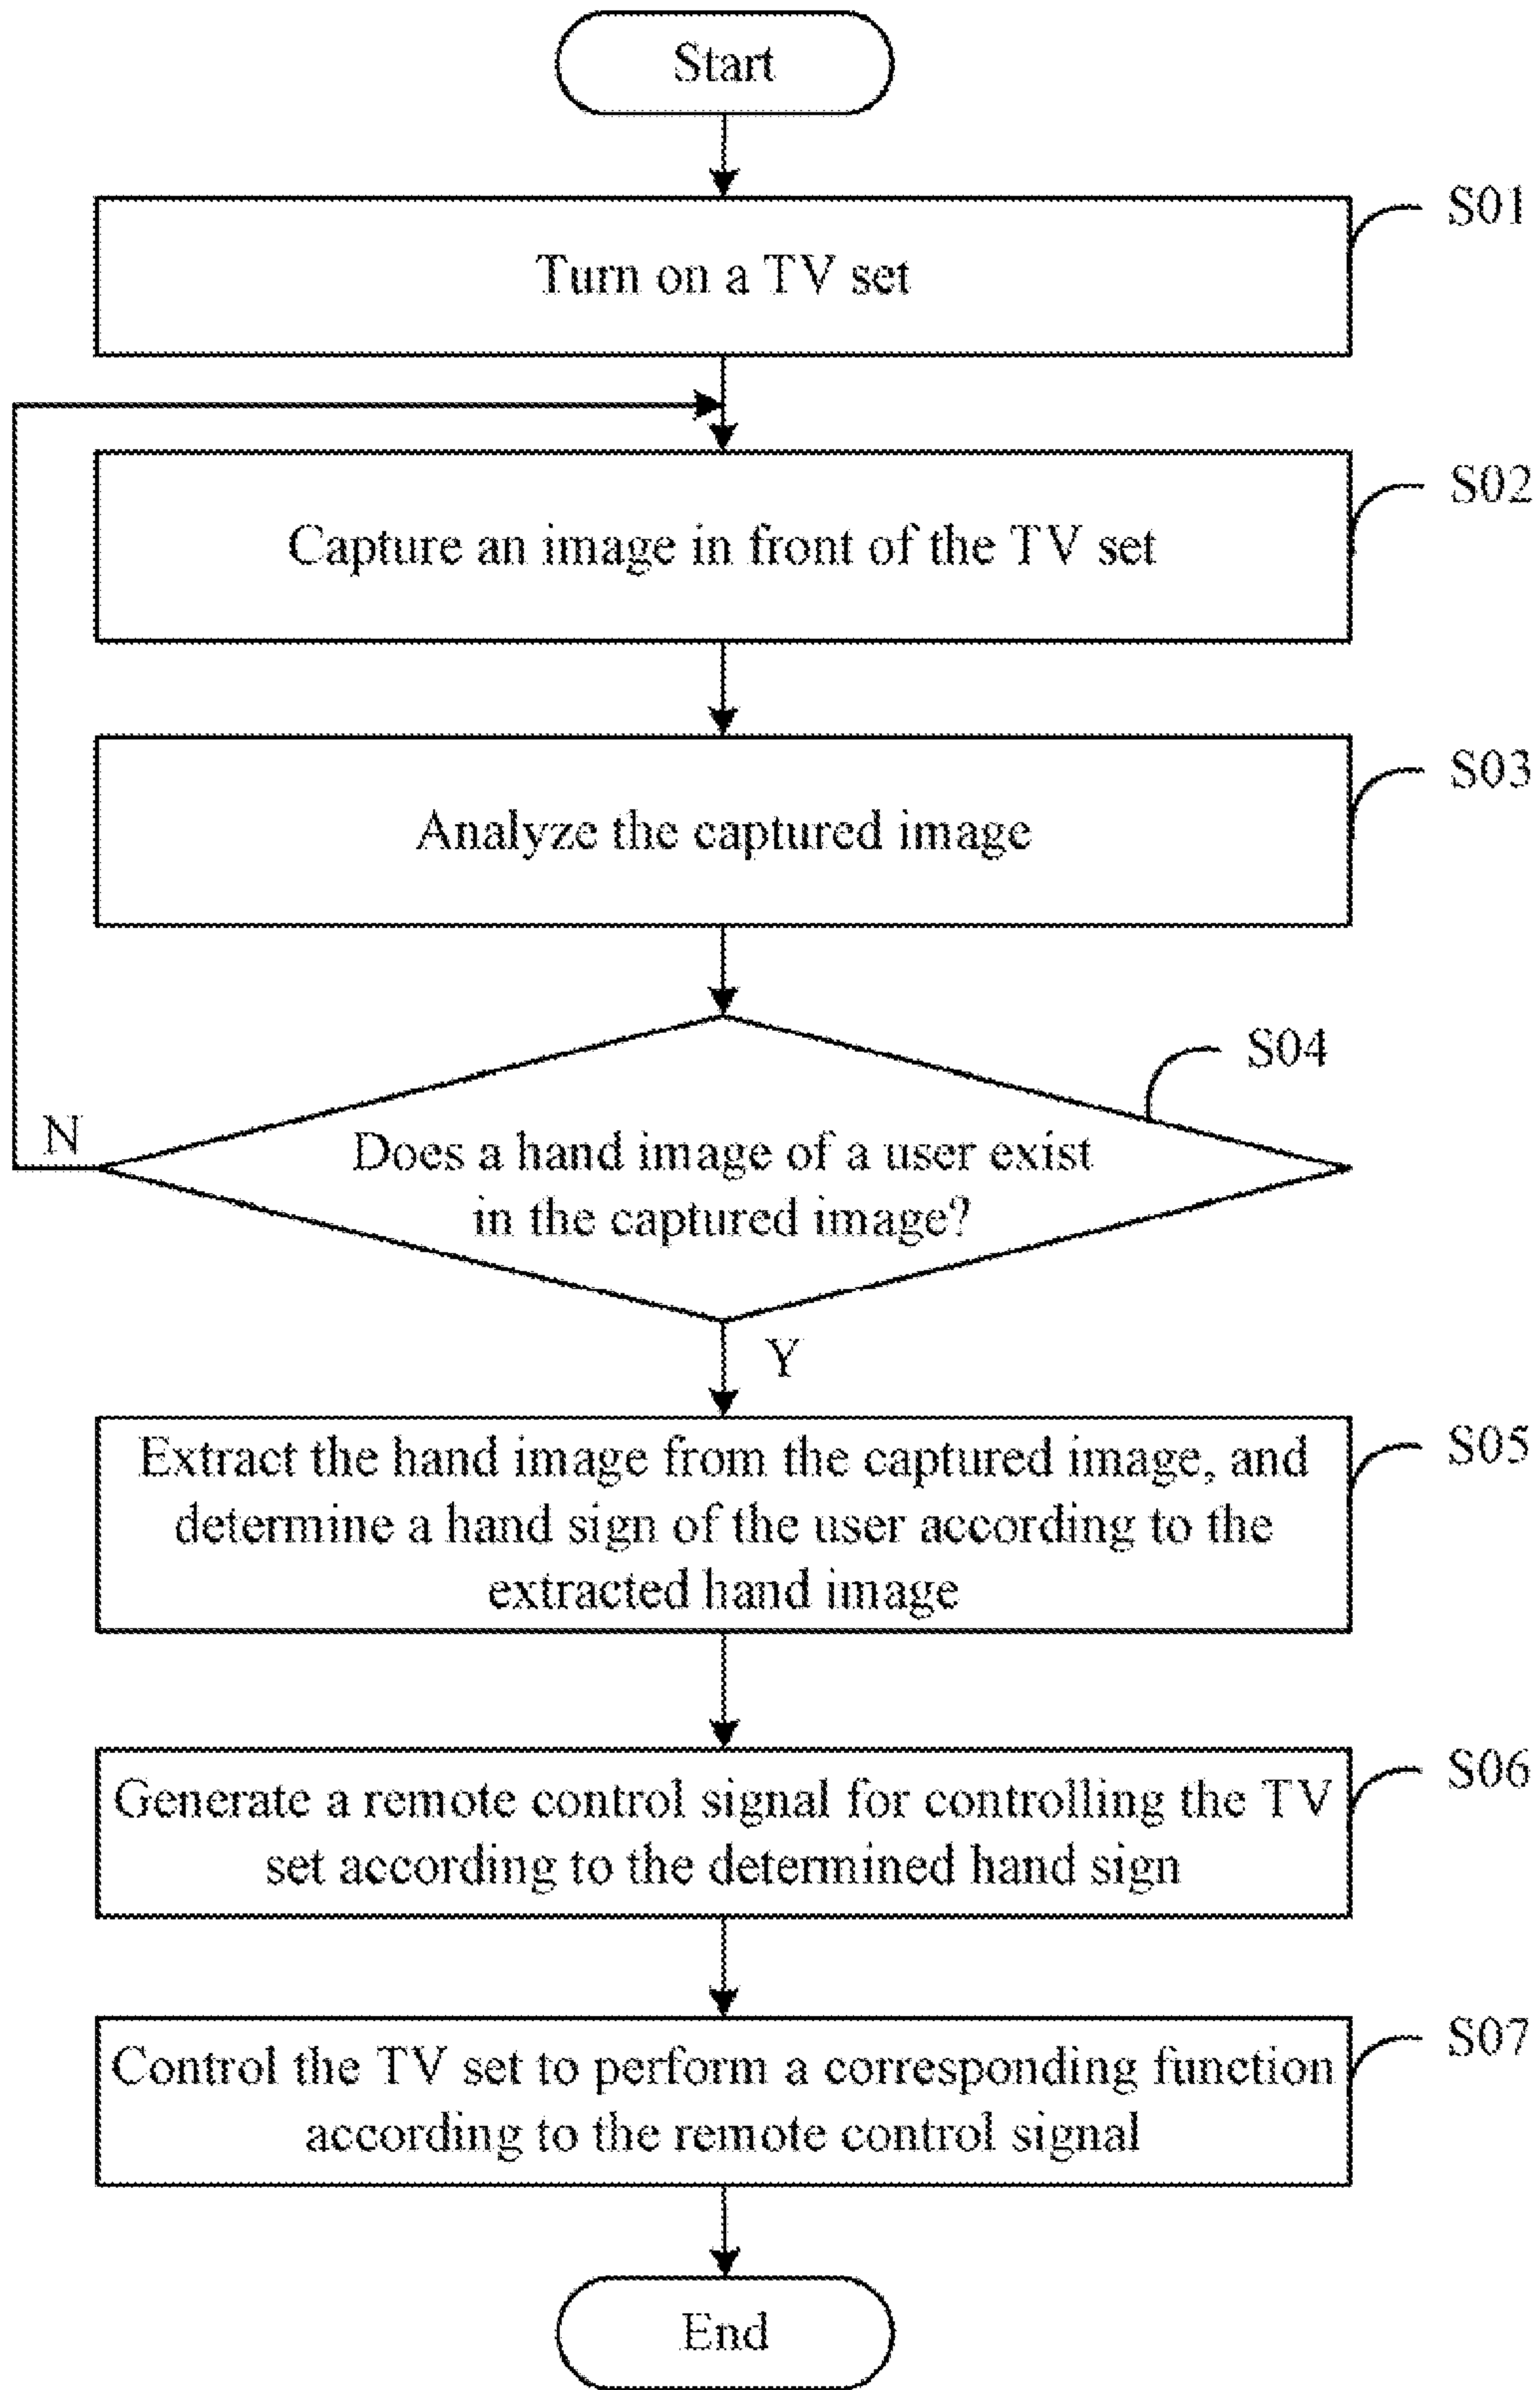 Start
S01
Turn on a TV set
S02
Capture an image in front of the TV set
S03
Analyze the captured image
S04
N
Does a hand image of a user exist
in the captured image?
Y
S05
Extract the hand image from the captured image, and
determine a hand sign of the user according to the
extracted hand image
S06
Generate a remote control signal for controlling the TV
set according to the determined hand sign
S07
Control the TV set to perform a corresponding function
according to the remote control signal
End